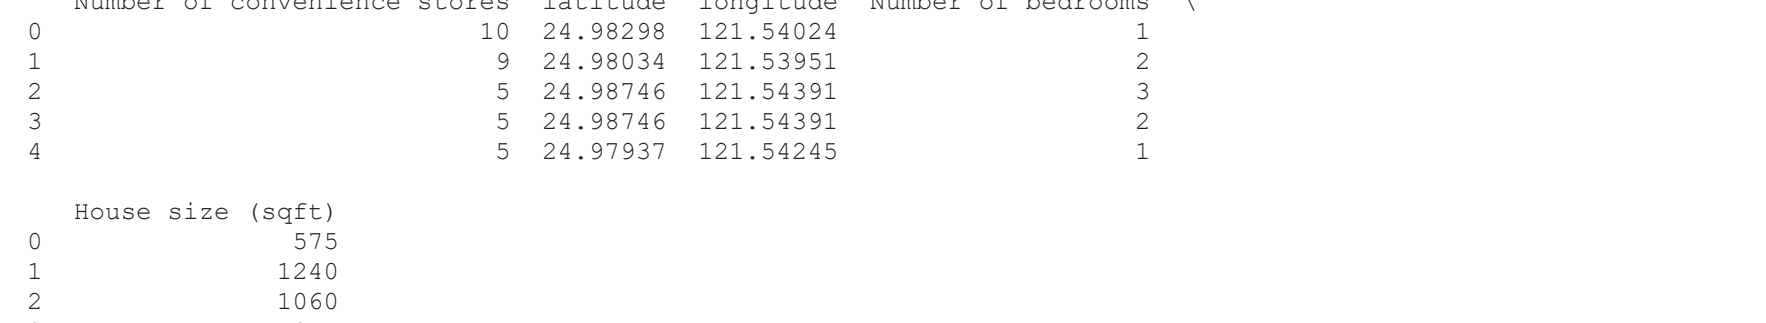 Number of convenience stores latitude longitude Number of bedrooms \
0 10 24.98298 121.54024 1
1 9 24.98034 121.53951 2
2 5 24.98746 121.54391 3
3 5 24.98746 121.54391 2
4 5 24.97937 121.54245 1
House size (sqft)
0 575
1 1240
2 1060